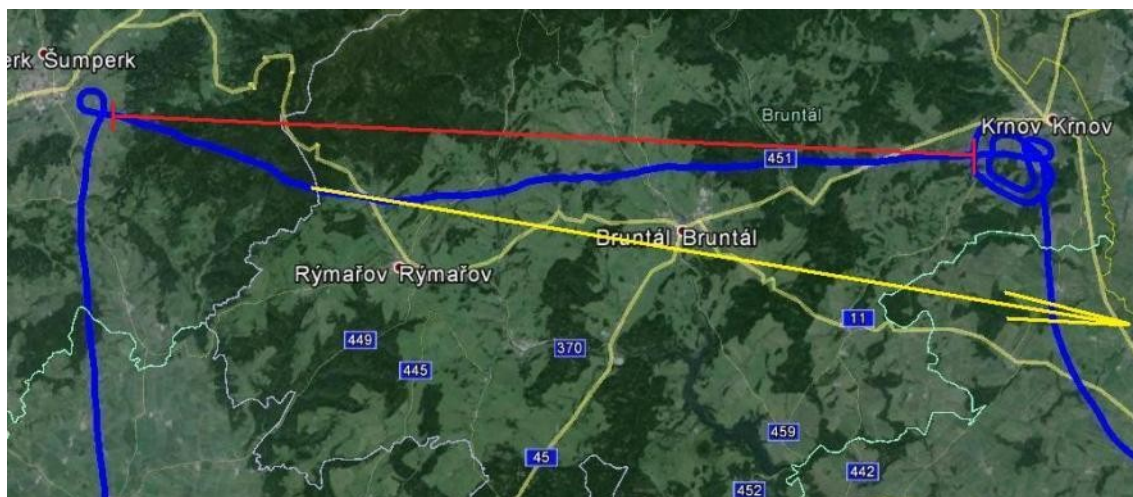 erk Šumperk
Bruntál
Krnov Krnov
451
Bruntál Bruntál
Rýmařov Rýmařov
11
449
370
445
459
45
442
452